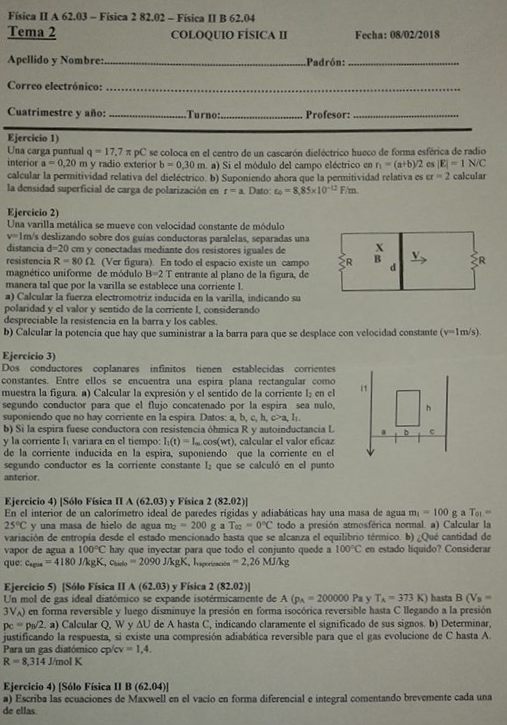 Física II A 62.03 – Física 2 82.02 – Física II B 62.04
Tema 2 COLOQUIO FÍSICA II Fecha: 08/02/2018
Apellido y Nombre: Padrón:
Correo electrónico:
Cuatrimestre y año: Turno: Profesor:
Ejercicio 1)
Una carga puntual q = 17,7 π pC se coloca en el centro de un cascarón dieléctrico hueco de forma esférica de radio
interior a = 0,20 m y radio exterior b = 0,30 m. a) Si el módulo del campo eléctrico en r₁ = (a+b)/2 es |E| = 1 N/C
calcular la permitividad relativa del dieléctrico. b) Suponiendo ahora que la permitividad relativa es εr = 2 calcular
la densidad superficial de carga de polarización en r = a. Dato: ε₀ = 8,85×10⁻¹² F/m.
Ejercicio 2)
Una varilla metálica se mueve con velocidad constante de módulo
v=1m/s deslizando sobre dos guías conductoras paralelas, separadas una
distancia d=20 cm y conectadas mediante dos resistores iguales de
resistencia R = 80 Ω. (Ver figura). En todo el espacio existe un campo
magnético uniforme de módulo B=2 T entrante al plano de la figura, de
manera tal que por la varilla se establece una corriente I.
a) Calcular la fuerza electromotriz inducida en la varilla, indicando su
polaridad y el valor y sentido de la corriente I, considerando
despreciable la resistencia en la barra y los cables.
b) Calcular la potencia que hay que suministrar a la barra para que se desplace con velocidad constante (v=1m/s).
R X B d V R
Ejercicio 3)
Dos conductores coplanares infinitos tienen establecidas corrientes
constantes. Entre ellos se encuentra una espira plana rectangular como
muestra la figura. a) Calcular la expresión y el sentido de la corriente I₂ en el
segundo conductor para que el flujo concatenado por la espira sea nulo,
suponiendo que no hay corriente en la espira. Datos: a, b, c, h, c>a, I₁.
b) Si la espira fuese conductora con resistencia óhmica R y autoinductancia L
y la corriente I₁ variara en el tiempo: I₁(t) = Iₘ.cos(wt), calcular el valor eficaz
de la corriente inducida en la espira, suponiendo que la corriente en el
segundo conductor es la corriente constante I₂ que se calculó en el punto
anterior.
I1 h a b c
Ejercicio 4) [Sólo Física II A (62.03) y Física 2 (82.02)]
En el interior de un calorímetro ideal de paredes rígidas y adiabáticas hay una masa de agua m₁ = 100 g a T₀₁ =
25°C y una masa de hielo de agua m₂ = 200 g a T₀₂ = 0°C todo a presión atmosférica normal. a) Calcular la
variación de entropía desde el estado mencionado hasta que se alcanza el equilibrio térmico. b) ¿Qué cantidad de
vapor de agua a 100°C hay que inyectar para que todo el conjunto quede a 100°C en estado líquido? Considerar
que: c_agua = 4180 J/kgK, c_hielo = 2090 J/kgK, l_vaporización = 2,26 MJ/kg
Ejercicio 5) [Sólo Física II A (62.03) y Física 2 (82.02)]
Un mol de gas ideal diatómico se expande isotérmicamente de A (p_A = 200000 Pa y T_A = 373 K) hasta B (V_B =
3V_A) en forma reversible y luego disminuye la presión en forma isocórica reversible hasta C llegando a la presión
p_C = p_B/2. a) Calcular Q, W y ΔU de A hasta C, indicando claramente el significado de sus signos. b) Determinar,
justificando la respuesta, si existe una compresión adiabática reversible para que el gas evolucione de C hasta A.
Para un gas diatómico cp/cv = 1,4.
R = 8,314 J/mol K
Ejercicio 4) [Sólo Física II B (62.04)]
a) Escriba las ecuaciones de Maxwell en el vacío en forma diferencial e integral comentando brevemente cada una
de ellas.